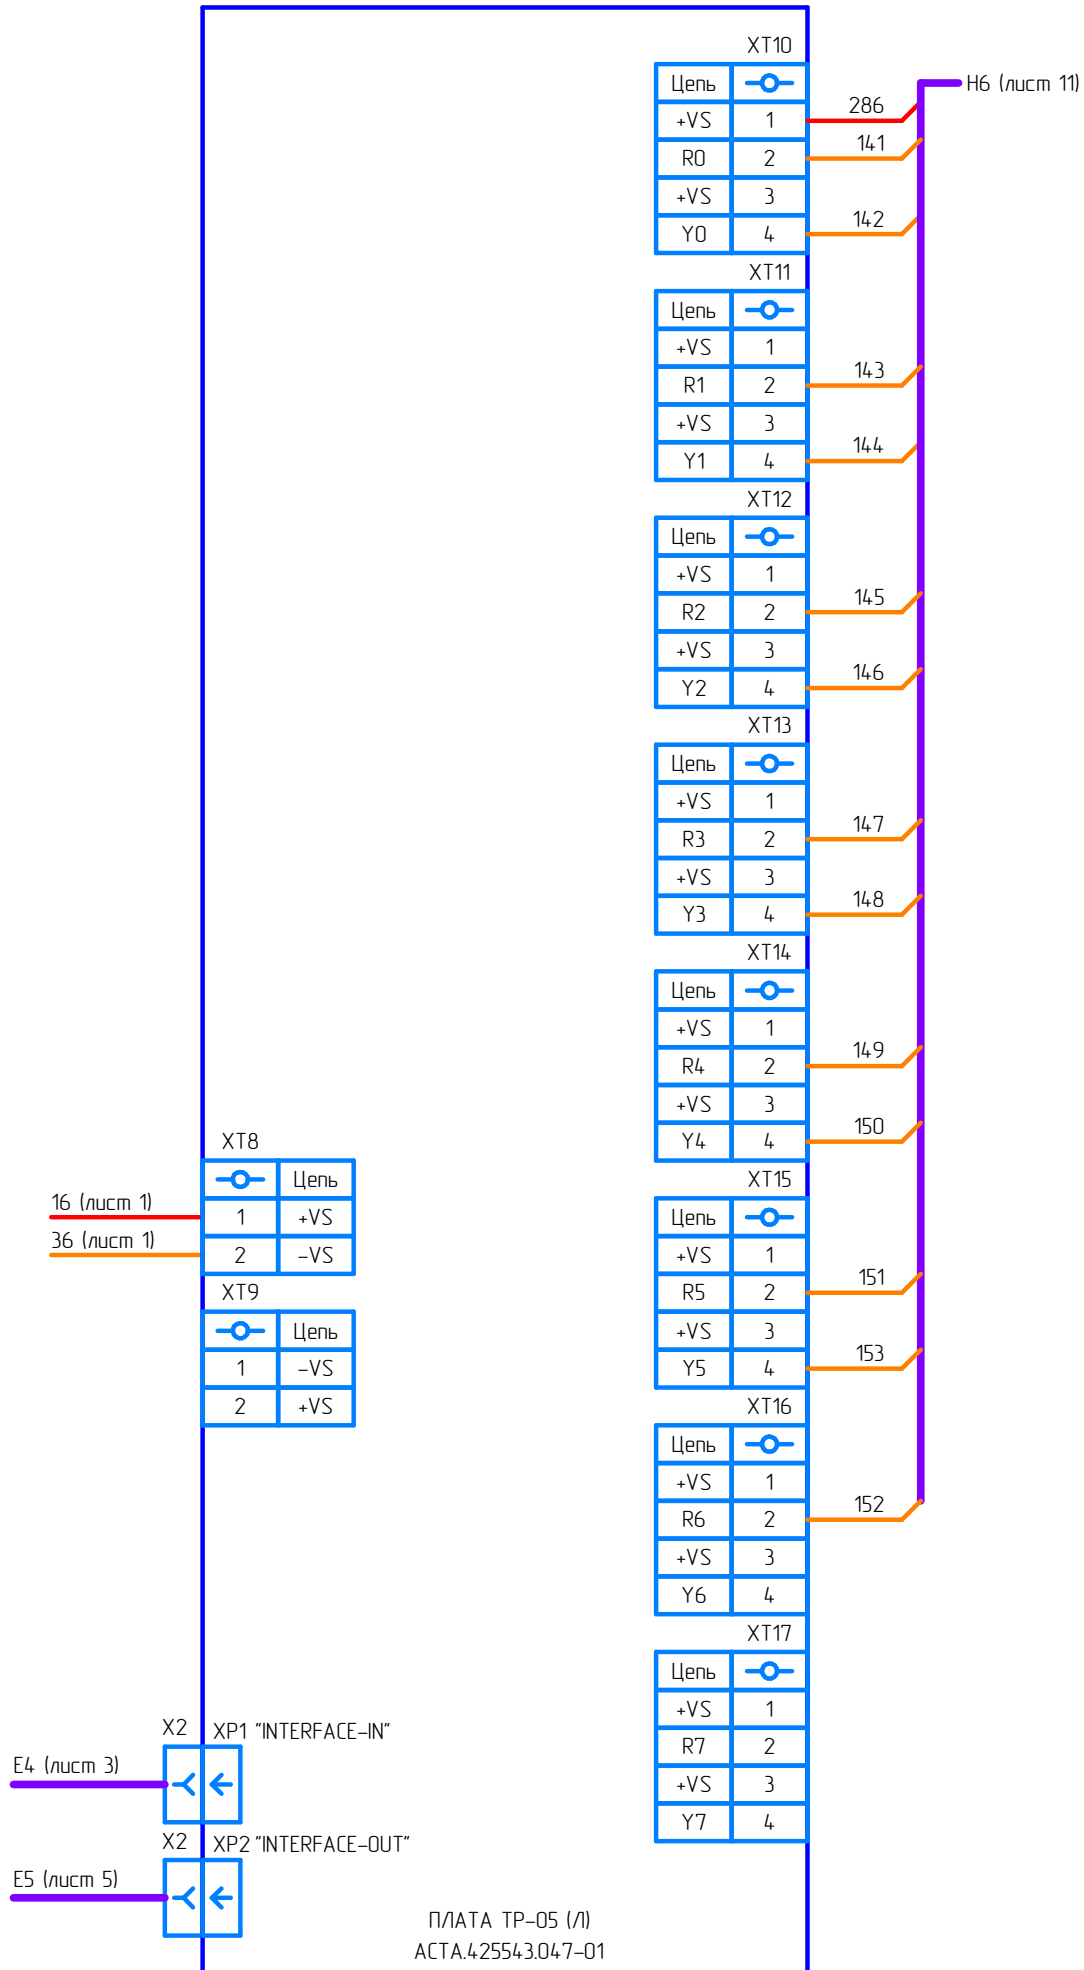 XT10
Цепь
+VS 1 286
R0 2 141
+VS 3
Y0 4 142
H6 (лист 11)
XT11
Цепь
+VS 1
R1 2 143
+VS 3
Y1 4 144
XT12
Цепь
+VS 1
R2 2 145
+VS 3
Y2 4 146
XT13
Цепь
+VS 1
R3 2 147
+VS 3
Y3 4 148
XT14
Цепь
+VS 1
R4 2 149
+VS 3
Y4 4 150
XT15
Цепь
+VS 1
R5 2 151
+VS 3
Y5 4 153
XT16
Цепь
+VS 1
R6 2 152
+VS 3
Y6 4
XT17
Цепь
+VS 1
R7 2
+VS 3
Y7 4
XT8
Цепь
16 (лист 1) 1 +VS
36 (лист 1) 2 -VS
XT9
Цепь
1 -VS
2 +VS
X2 XP1 "INTERFACE-IN"
E4 (лист 3)
X2 XP2 "INTERFACE-OUT"
E5 (лист 5)
ПЛАТА ТР-05 (Л)
АСТА.425543.047-01